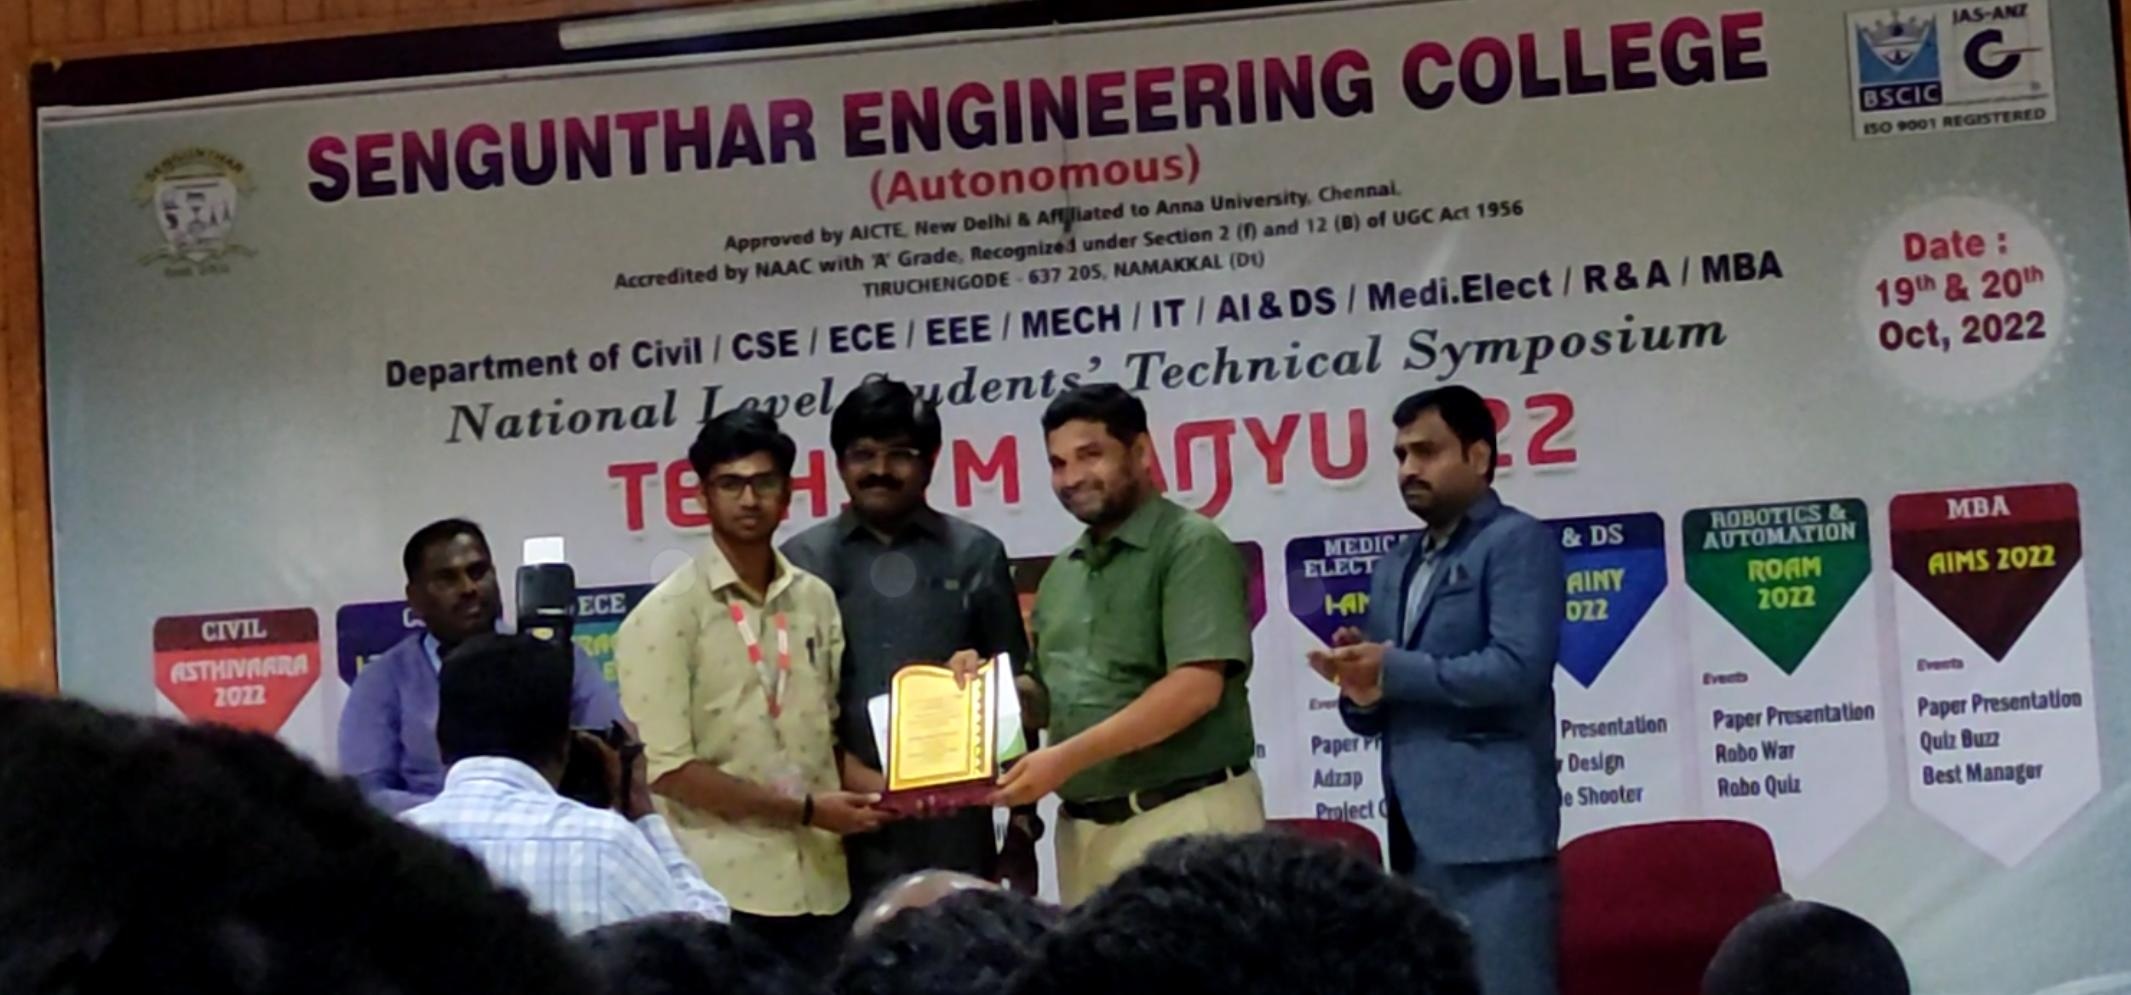 SENGUNTHAR ENGINEERING COLLEGE
(Autonomous)
Approved by AICTE, New Delhi & Affiliated to Anna University, Chennai.
Accredited by NAAC with 'A' Grade, Recognized under Section 2 (f) and 12 (B) of UGC Act 1956
TIRUCHENGODE - 637 205, NAMAKKAL (Dt)
Department of Civil / CSE / ECE / EEE / MECH / IT / AI & DS / Medi.Elect / R & A / MBA
National Level Students' Technical Symposium
22
SENGUNTHAR
JAS-ANZ
BSCIC
ISO 9001 REGISTERED
Date :
19th & 20th
Oct, 2022
CIVIL
ASTHIVAARA
2022
ECE
& DS
ROBOTICS &
AUTOMATION
ROAM
2022
Events
Paper Presentation
Robo War
Robo Quiz
MBA
AIMS 2022
Events
Paper Presentation
Quiz Buzz
Best Manager
Paper
Adzap
Project
Presentation
Design
Shooter